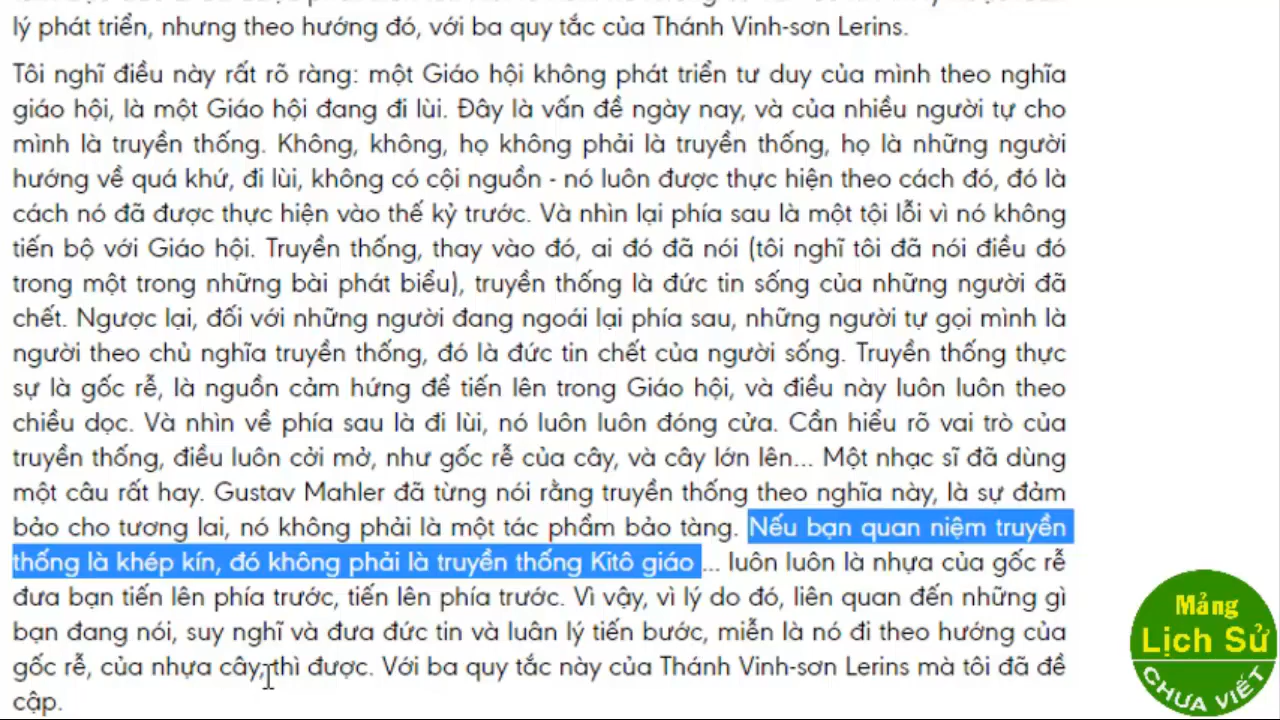 lý phát triển, nhưng theo hướng đó, với ba quy tắc của Thánh Vinh-sơn Lerins.
Tôi nghĩ điều này rất rõ ràng: một Giáo hội không phát triển tư duy của mình theo nghĩa
giáo hội, là một Giáo hội đang đi lùi. Đây là vấn đề ngày nay, và của nhiều người tự cho
mình là truyền thống. Không, không, họ không phải là truyền thống, họ là những người
hướng về quá khứ, đi lùi, không có cội nguồn - nó luôn được thực hiện theo cách đó, đó là
cách nó đã được thực hiện vào thế kỷ trước. Và nhìn lại phía sau là một tội lỗi vì nó không
tiến bộ với Giáo hội. Truyền thống, thay vào đó, ai đó đã nói (tôi nghĩ tôi đã nói điều đó
trong một trong những bài phát biểu), truyền thống là đức tin sống của những người đã
chết. Ngược lại, đối với những người đang ngoái lại phía sau, những người tự gọi mình là
người theo chủ nghĩa truyền thống, đó là đức tin chết của người sống. Truyền thống thực
sự là gốc rễ, là nguồn cảm hứng để tiến lên trong Giáo hội, và điều này luôn luôn theo
chiều dọc. Và nhìn về phía sau là đi lùi, nó luôn luôn đóng cửa. Cần hiểu rõ vai trò của
truyền thống, điều luôn cởi mở, như gốc rễ của cây, và cây lớn lên... Một nhạc sĩ đã dùng
một câu rất hay. Gustav Mahler đã từng nói rằng truyền thống theo nghĩa này, là sự đảm
bảo cho tương lai, nó không phải là một tác phẩm bảo tàng. Nếu bạn quan niệm truyền
thống là khép kín, đó không phải là truyền thống Kitô giáo ... luôn luôn là nhựa của gốc rễ
đưa bạn tiến lên phía trước, tiến lên phía trước. Vì vậy, vì lý do đó, liên quan đến những gì
bạn đang nói, suy nghĩ và đưa đức tin và luân lý tiến bước, miễn là nó đi theo hướng của
gốc rễ, của nhựa cây, thì được. Với ba quy tắc này của Thánh Vinh-sơn Lerins mà tôi đã đề
cập.
Mảng
Lịch Sử
CHƯA VIẾT